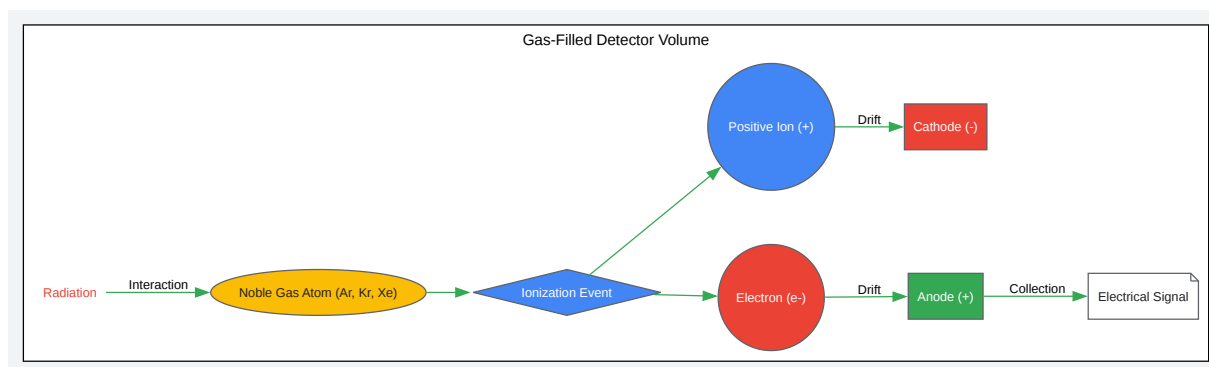 Gas-Filled Detector Volume
Positive Ion (+)
Drift
Cathode (-)
Radiation
Interaction
Noble Gas Atom (Ar, Kr, Xe)
Ionization Event
Electron (e-)
Drift
Anode (+)
Collection
Electrical Signal